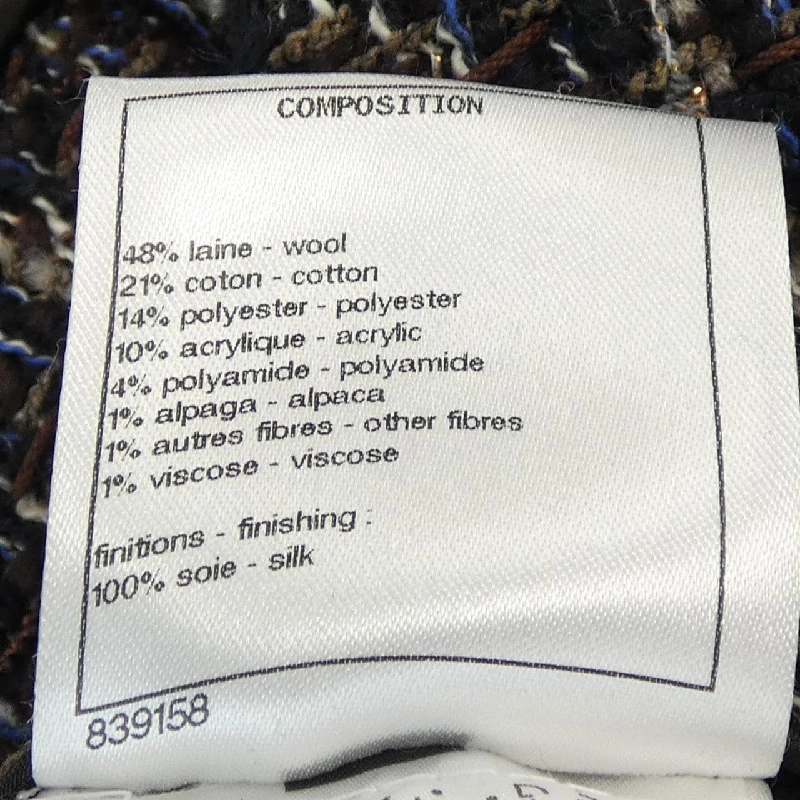 COMPOSITION
48% laine - wool
21% coton - cotton
14% polyester - polyester
10% acrylique - acrylic
4% polyamide - polyamide
1% alpaga - alpaca
1% autres fibres - other fibres
1% viscose - viscose
finitions - finishing :
100% soie - silk
839158